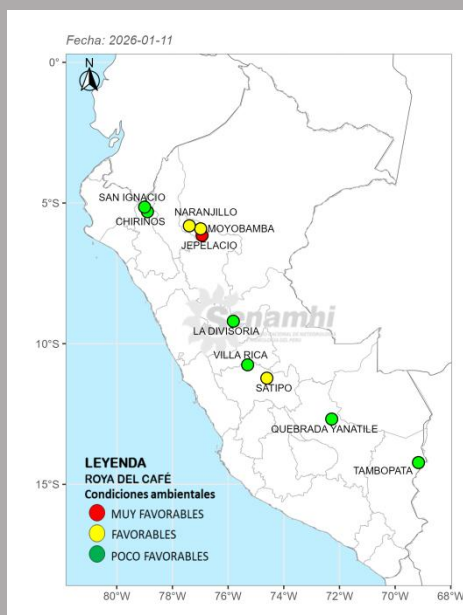 Fecha: 2026-01-11
N
0°
5°S
10°S
15°S
SAN IGNACIO
CHIRINOS
NARANJILLO
MOYOBAMBA
JEPELACIO
Senamhi
LA DIVISORIA
VILLA RICA
SATIPO
QUEBRADA YANATILE
TAMBOPATA
LEYENDA
ROYA DEL CAFÉ
Condiciones ambientales
MUY FAVORABLES
FAVORABLES
POCO FAVORABLES
80°W 78°W 76°W 74°W 72°W 70°W 68°W